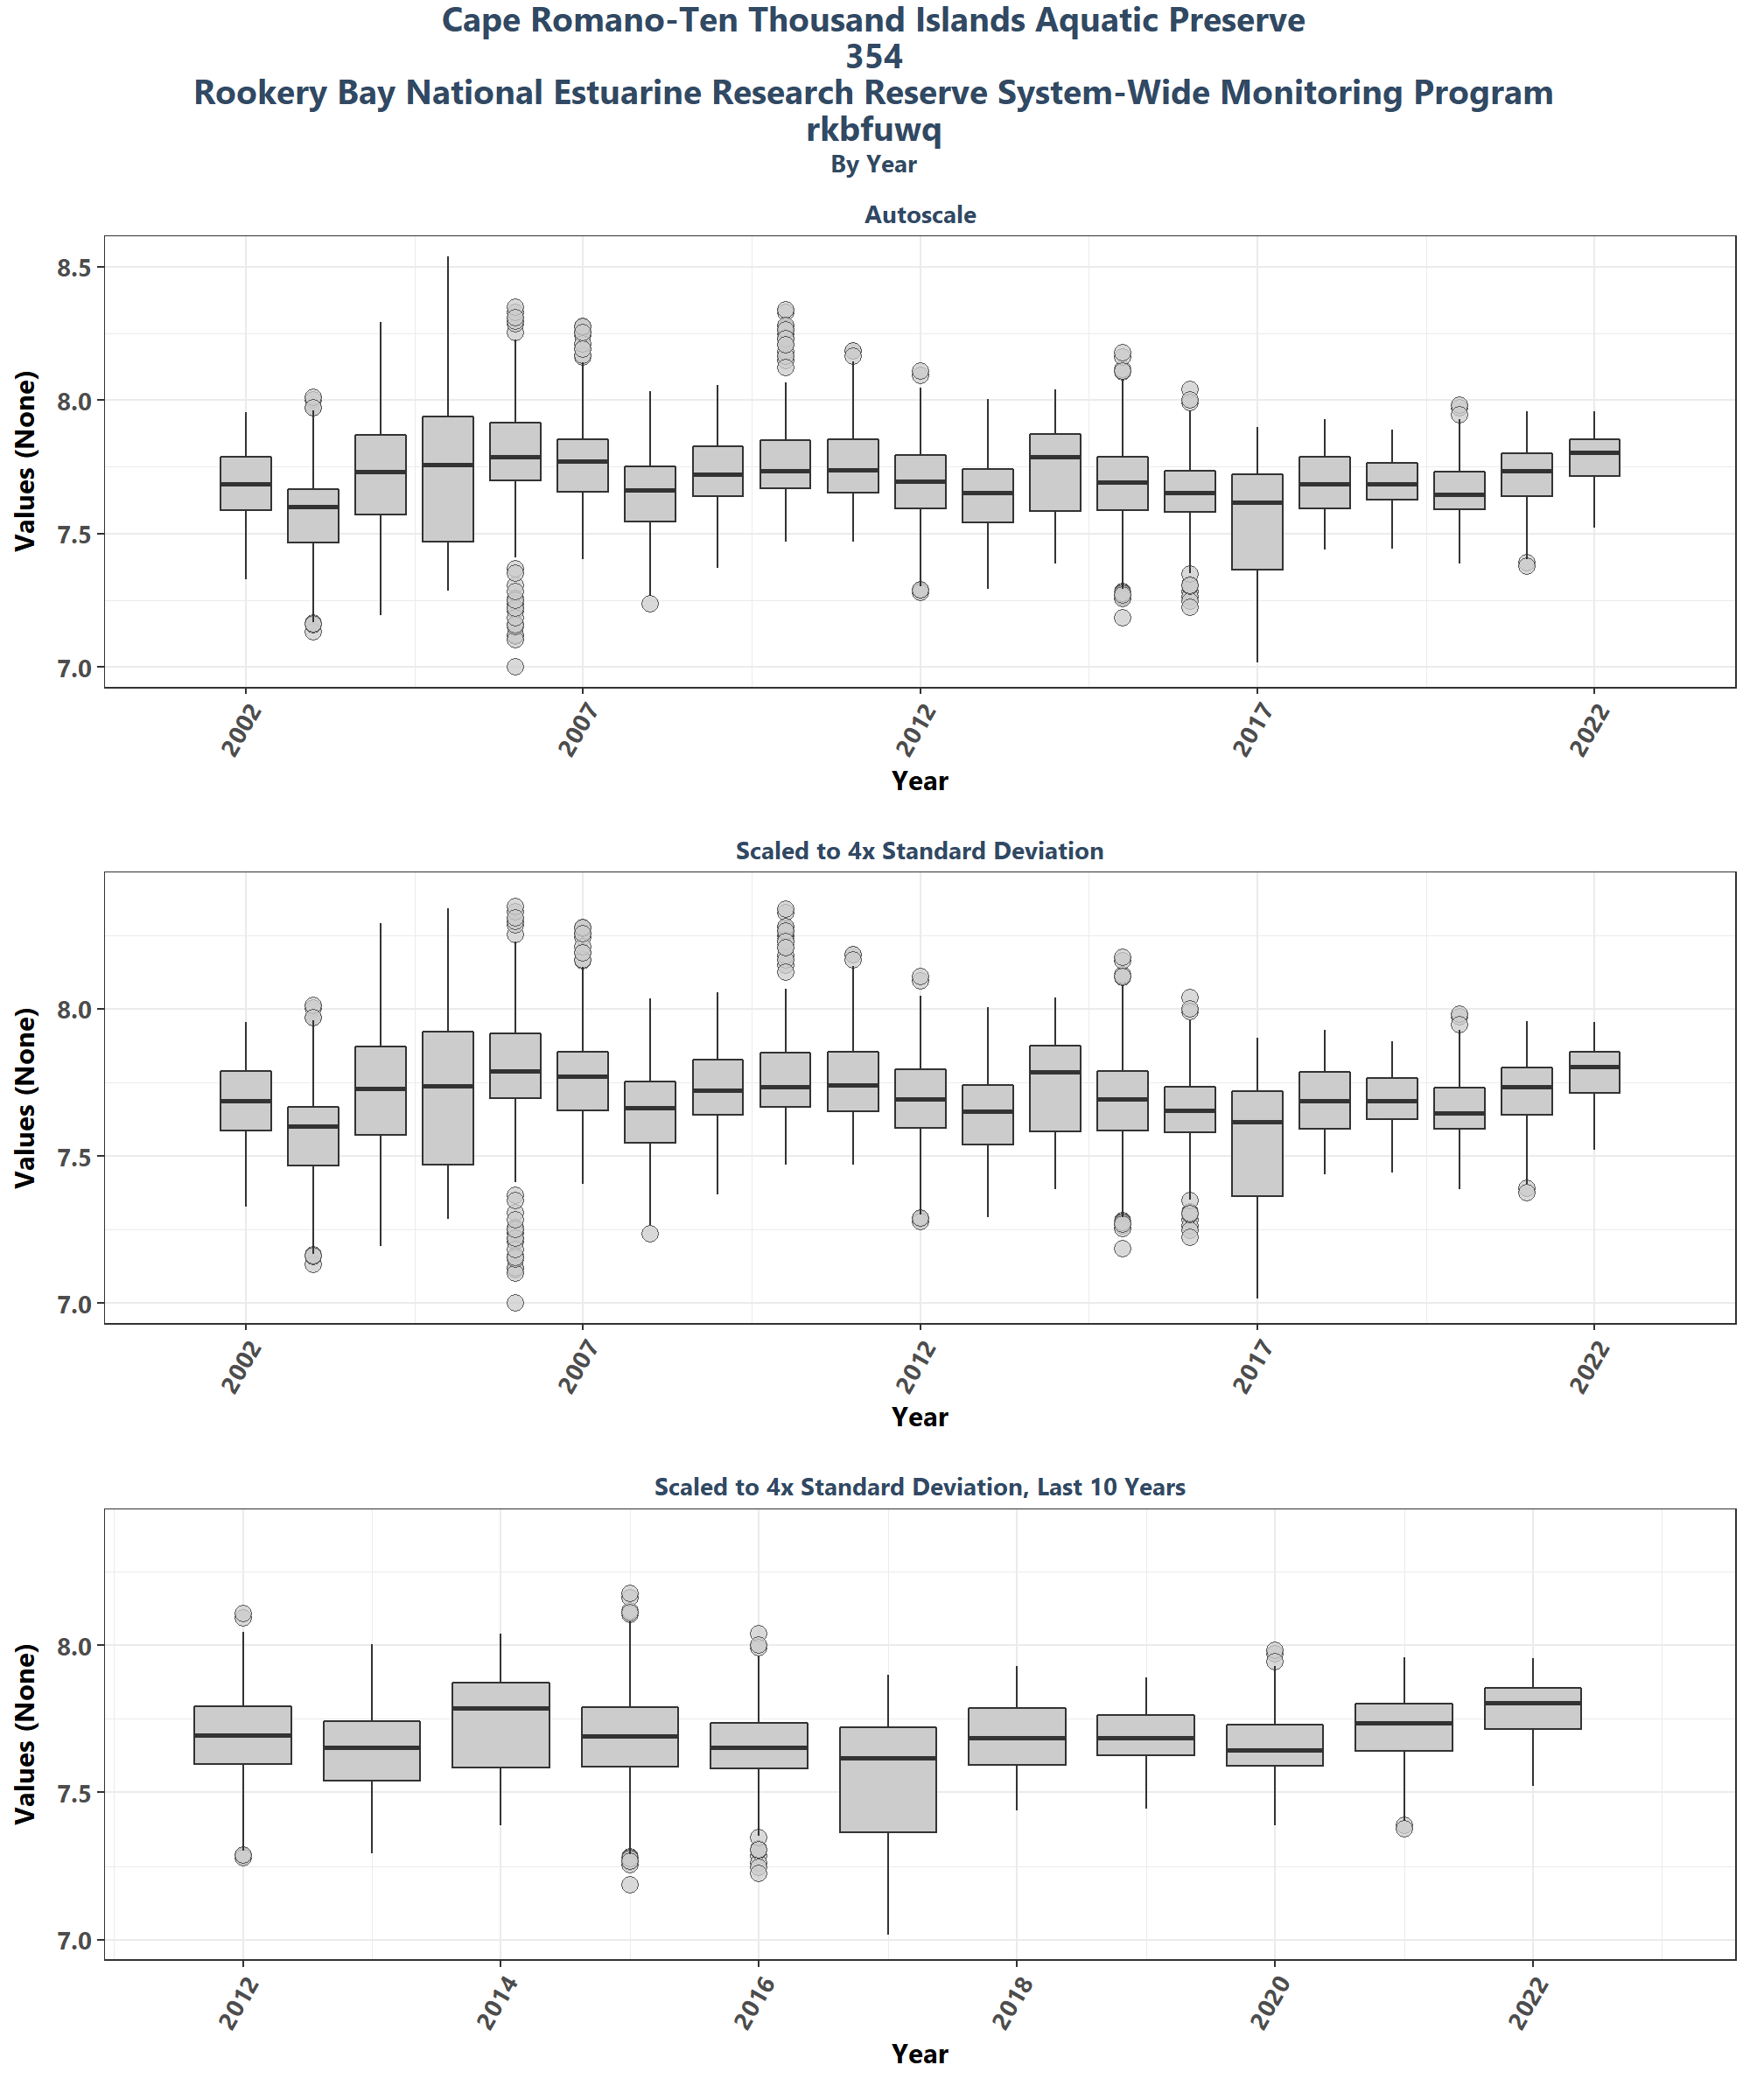 Cape Romano-Ten Thousand Islands Aquatic Preserve
354
Rookery Bay National Estuarine Research Reserve System-Wide Monitoring Program
rkbfuwq
By Year
Autoscale
Values (None)
8.5
8.0
7.5
7.0
2002
2007
2012
2017
2022
Year
Scaled to 4x Standard Deviation
Values (None)
8.0
7.5
7.0
2002
2007
2012
2017
2022
Year
Scaled to 4x Standard Deviation, Last 10 Years
Values (None)
8.0
7.5
7.0
2012
2014
2016
2018
2020
2022
Year